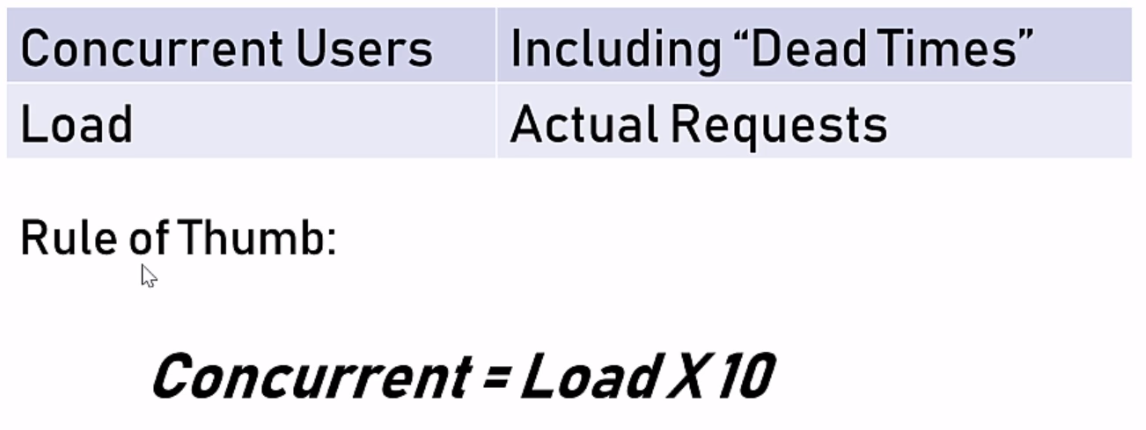 Concurrent Users Including “Dead Times”
Load Actual Requests
Rule of Thumb:
Concurrent = Load X 10